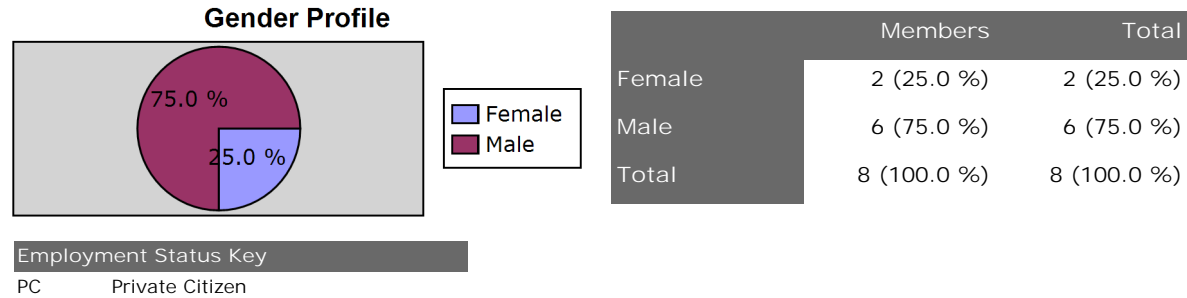 Gender Profile
75.0 %
25.0 %
Female
Male
Members Total
Female 2 (25.0 %) 2 (25.0 %)
Male 6 (75.0 %) 6 (75.0 %)
Total 8 (100.0 %) 8 (100.0 %)
Employment Status Key
PC Private Citizen